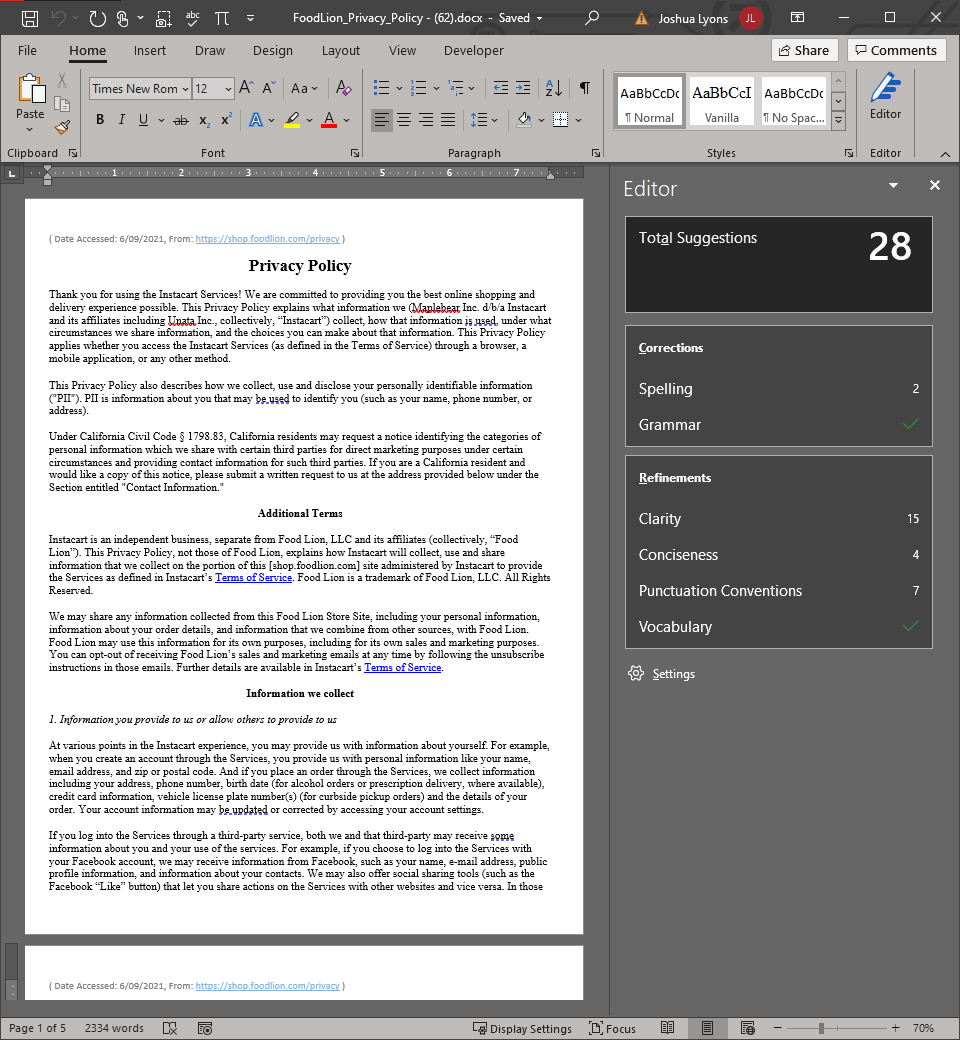 abc
FoodLion_Privacy_Policy - (62).docx - Saved
Joshua Lyons JL
File Home Insert Draw Design Layout View Developer Share Comments
Paste
Times New Rom 12 A A Aa A
B I U ab x₂ x² A A
AaBbCcDc AaBbCcI AaBbCcDc
¶ Normal Vanilla ¶ No Spac...
Editor
Clipboard Font Paragraph Styles Editor
L 1 2 3 4 5 6 7
( Date Accessed: 6/09/2021, From: https://shop.foodlion.com/privacy )
Privacy Policy
Thank you for using the Instacart Services! We are committed to providing you the best online shopping and
delivery experience possible. This Privacy Policy explains what information we (Maplebear Inc. d/b/a Instacart
and its affiliates including Unata Inc., collectively, “Instacart”) collect, how that information is used, under what
circumstances we share information, and the choices you can make about that information. This Privacy Policy
applies whether you access the Instacart Services (as defined in the Terms of Service) through a browser, a
mobile application, or any other method.
This Privacy Policy also describes how we collect, use and disclose your personally identifiable information
("PII"). PII is information about you that may be used to identify you (such as your name, phone number, or
address).
Under California Civil Code § 1798.83, California residents may request a notice identifying the categories of
personal information which we share with certain third parties for direct marketing purposes under certain
circumstances and providing contact information for such third parties. If you are a California resident and
would like a copy of this notice, please submit a written request to us at the address provided below under the
Section entitled "Contact Information."
Additional Terms
Instacart is an independent business, separate from Food Lion, LLC and its affiliates (collectively, “Food
Lion”). This Privacy Policy, not those of Food Lion, explains how Instacart will collect, use and share
information that we collect on the portion of this [shop.foodlion.com] site administered by Instacart to provide
the Services as defined in Instacart’s Terms of Service. Food Lion is a trademark of Food Lion, LLC. All Rights
Reserved.
We may share any information collected from this Food Lion Store Site, including your personal information,
information about your order details, and information that we combine from other sources, with Food Lion.
Food Lion may use this information for its own purposes, including for its own sales and marketing purposes.
You can opt-out of receiving Food Lion’s sales and marketing emails at any time by following the unsubscribe
instructions in those emails. Further details are available in Instacart’s Terms of Service.
Information we collect
1. Information you provide to us or allow others to provide to us
At various points in the Instacart experience, you may provide us with information about yourself. For example,
when you create an account through the Services, you provide us with personal information like your name,
email address, and zip or postal code. And if you place an order through the Services, we collect information
including your address, phone number, birth date (for alcohol orders or prescription delivery, where available),
credit card information, vehicle license plate number(s) (for curbside pickup orders) and the details of your
order. Your account information may be updated or corrected by accessing your account settings.
If you log into the Services through a third-party service, both we and that third-party may receive some
information about you and your use of the services. For example, if you choose to log into the Services with
your Facebook account, we may receive information from Facebook, such as your name, e-mail address, public
profile information, and information about your contacts. We may also offer social sharing tools (such as the
Facebook “Like” button) that let you share actions on the Services with other websites and vice versa. In those
( Date Accessed: 6/09/2021, From: https://shop.foodlion.com/privacy )
Editor
Total Suggestions 28
Corrections
Spelling 2
Grammar
Refinements
Clarity 15
Conciseness 4
Punctuation Conventions 7
Vocabulary
Settings
Page 1 of 5 2334 words Display Settings Focus 70%